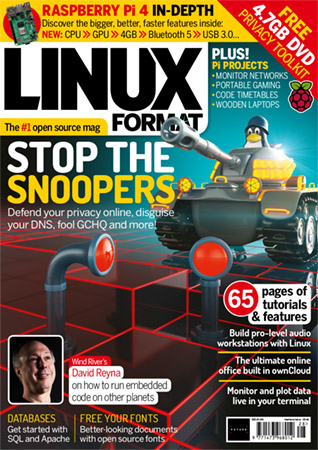 RASPBERRY Pi 4 IN-DEPTH
Discover the bigger, better, faster features inside:
NEW: CPU >> GPU >> 4GB >> Bluetooth 5 >> USB 3.0...
FREE
4.7GB DVD
PRIVACY TOOLKIT
LINUX
FORMAT
The #1 open source mag
PLUS!
Pi PROJECTS
• MONITOR NETWORKS
• PORTABLE GAMING
• CODE TIMETABLES
• WOODEN LAPTOPS
STOP THE
SNOOPERS
Defend your privacy online, disguise
your DNS, fool GCHQ and more!
65 pages of
tutorials
& features
Build pro-level audio
workstations with Linux
The ultimate online
office built in ownCloud
Monitor and plot data
live in your terminal
Wind River's
David Reyna
on how to run embedded
code on other planets
DATABASES
Get started with
SQL and Apache
FREE YOUR FONTS
Better-looking documents
with open source fonts
FUTURE